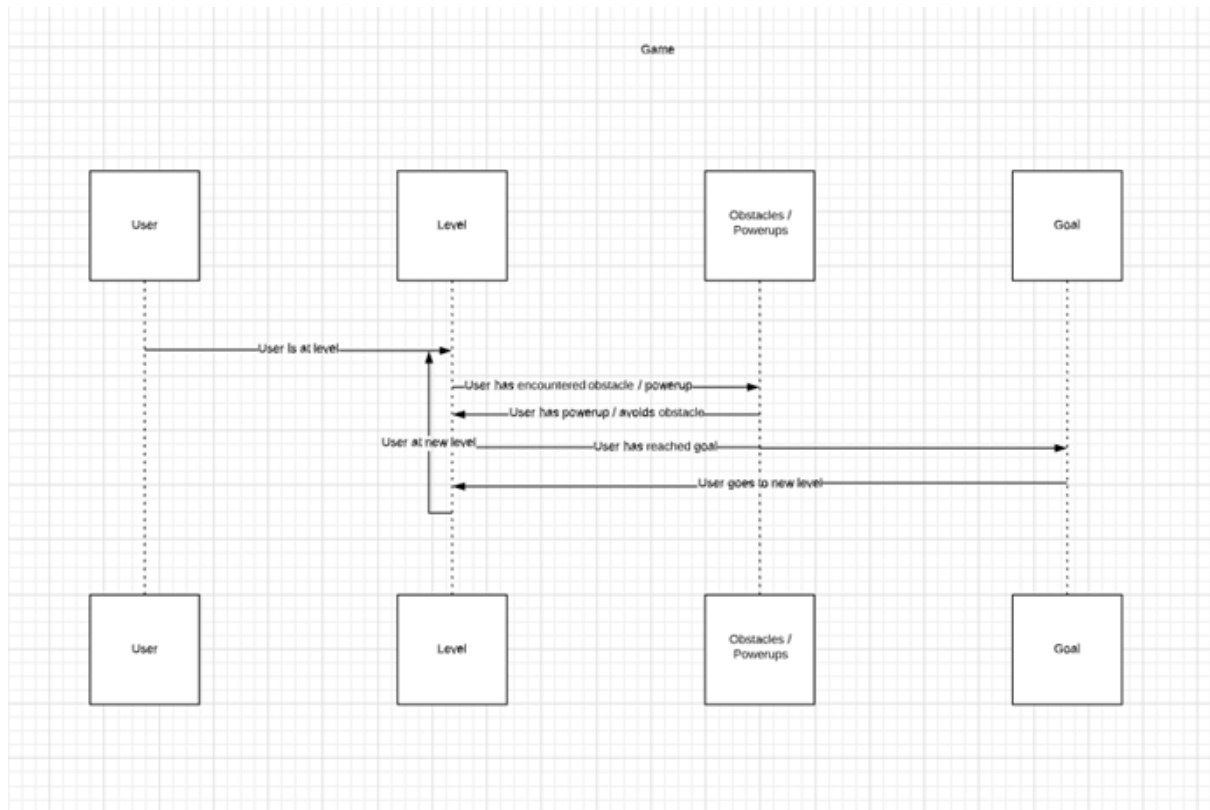 Game
User
Level
Obstacles /
Powerups
Goal
User is at level
User has encountered obstacle / powerup
User has powerup / avoids obstacle
User at new level
User has reached goal
User goes to new level
User
Level
Obstacles /
Powerups
Goal